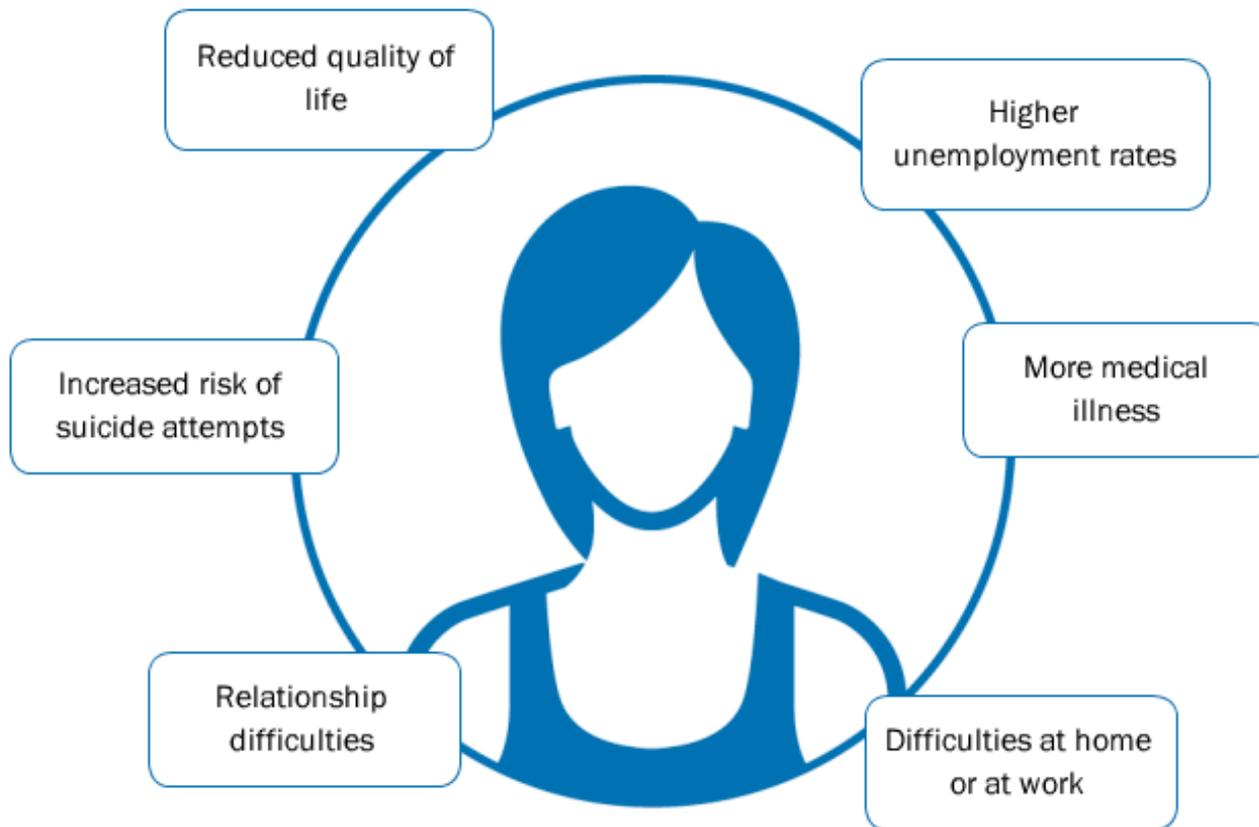 Reduced quality of
life
Higher
unemployment rates
Increased risk of
suicide attempts
More medical
illness
Relationship
difficulties
Difficulties at home
or at work